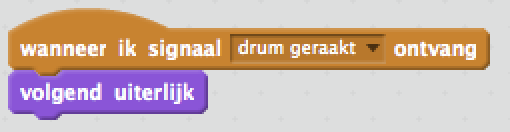 wanneer ik signaal drum geraakt ontvang
volgend uiterlijk